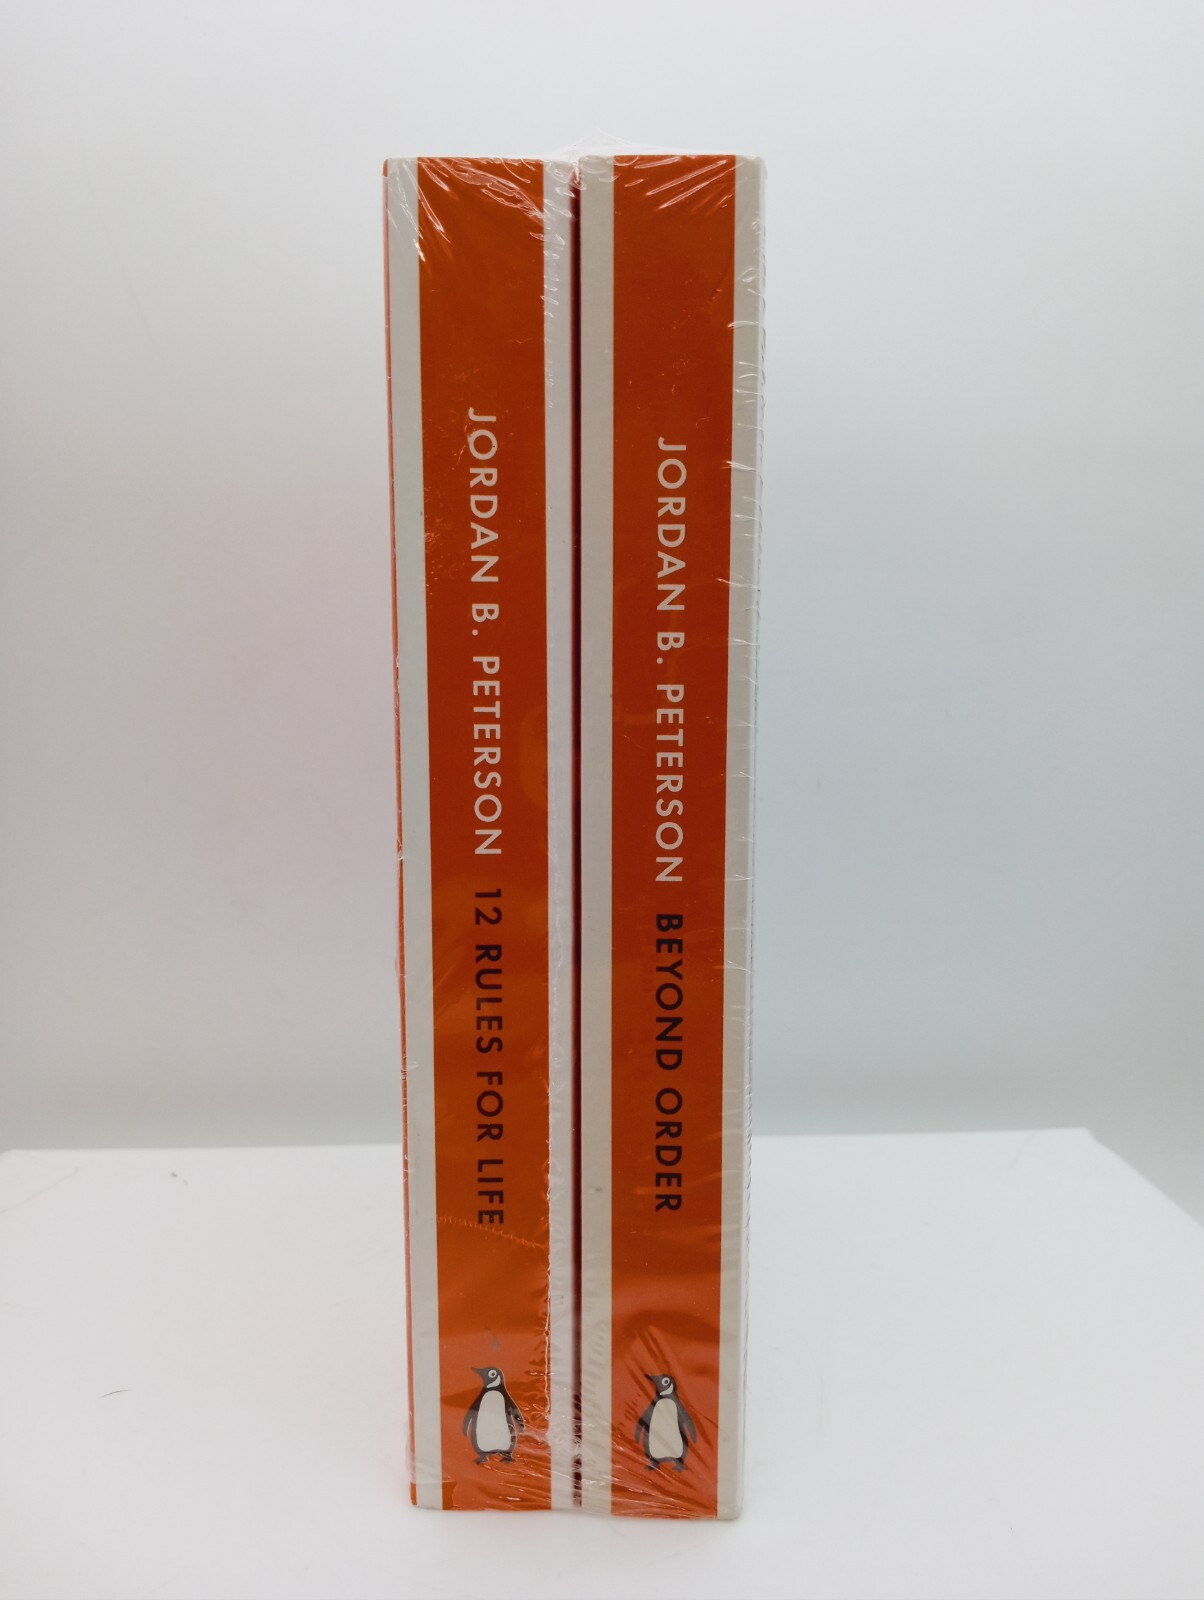 JORDAN B. PETERSON 12 RULES FOR LIFE
JORDAN B. PETERSON BEYOND ORDER